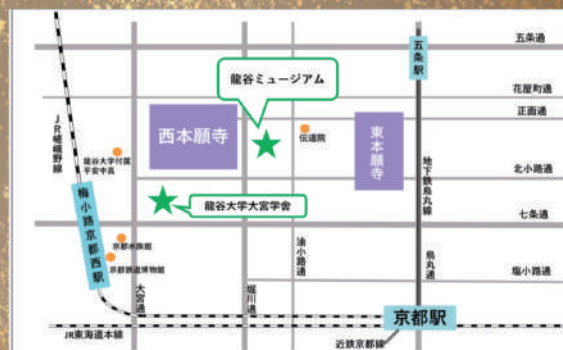 五条通
五条駅
龍谷ミュージアム
花屋町通
正面通
西本願寺
伝道院
東本願寺
JR嵯峨野線
龍谷大学付属
平安中高
北小路通
地下鉄烏丸線
龍谷大学大宮学舎
七条通
梅小路京都西駅
京都水族館
京都鉄道博物館
大宮通
堀川通
油小路通
烏丸通
塩小路通
京都駅
JR東海道本線
近鉄京都線